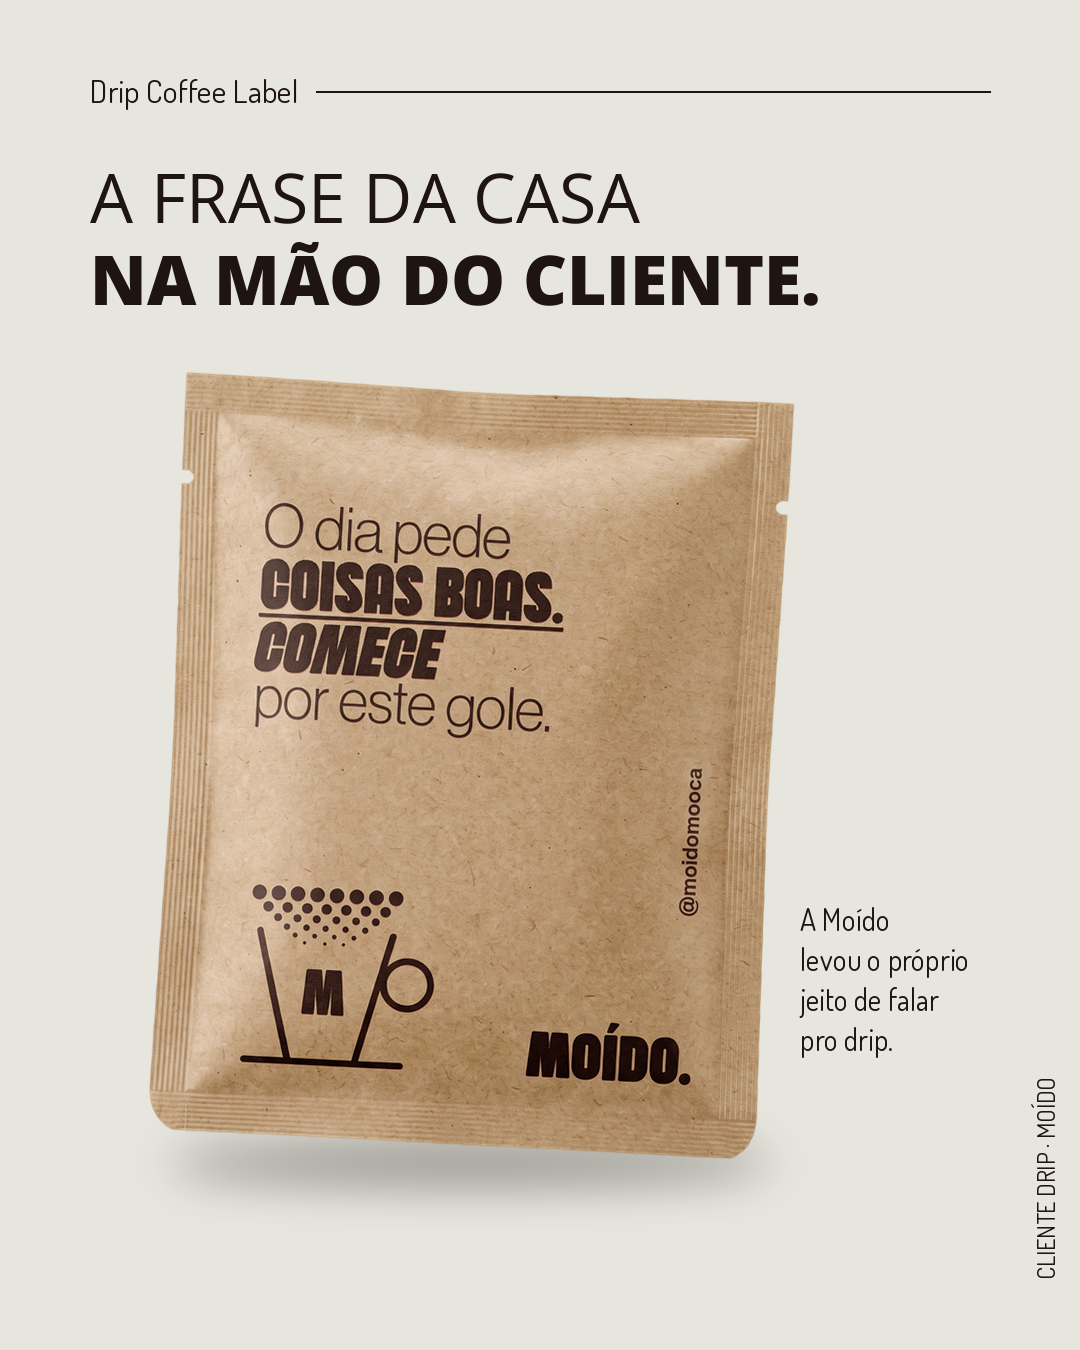 Drip Coffee Label
A FRASE DA CASA
NA MÃO DO CLIENTE.
O dia pede
COISAS BOAS.
COMECE
por este gole.
@moidomooca
M
MOÍDO.
A Moído
levou o próprio
jeito de falar
pro drip.
CLIENTE DRIP · MOÍDO